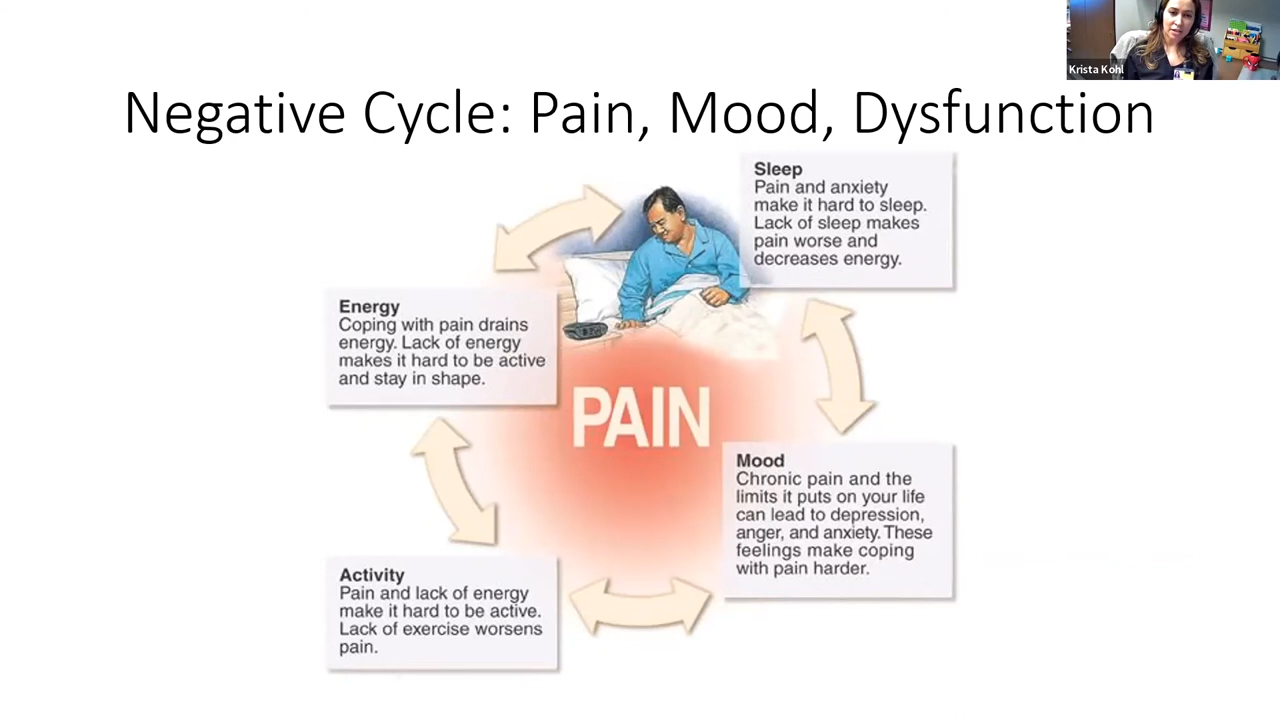 Krista Kohl
Negative Cycle: Pain, Mood, Dysfunction
Sleep
Pain and anxiety
make it hard to sleep.
Lack of sleep makes
pain worse and
decreases energy.
Energy
Coping with pain drains
energy. Lack of energy
makes it hard to be active
and stay in shape.
PAIN
Mood
Chronic pain and the
limits it puts on your life
can lead to depression,
anger, and anxiety. These
feelings make coping
with pain harder.
Activity
Pain and lack of energy
make it hard to be active.
Lack of exercise worsens
pain.